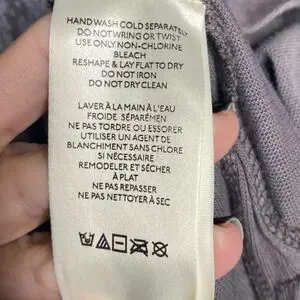 HAND WASH COLD SEPARATELY
DO NOT WRING OR TWIST
USE ONLY NON-CHLORINE
BLEACH
RESHAPE & LAY FLAT TO DRY
DO NOT IRON
DO NOT DRY CLEAN
LAVER À LA MAIN À L'EAU
FROIDE SÉPARÉMEN
NE PAS TORDRE OU ESSORER
UTILISER UN AGENT DE
BLANCHIMENT SANS CHLORE
SI NÉCESSAIRE
REMODELER ET SÉCHER
À PLAT
NE PAS REPASSER
NE PAS NETTOYER À SEC